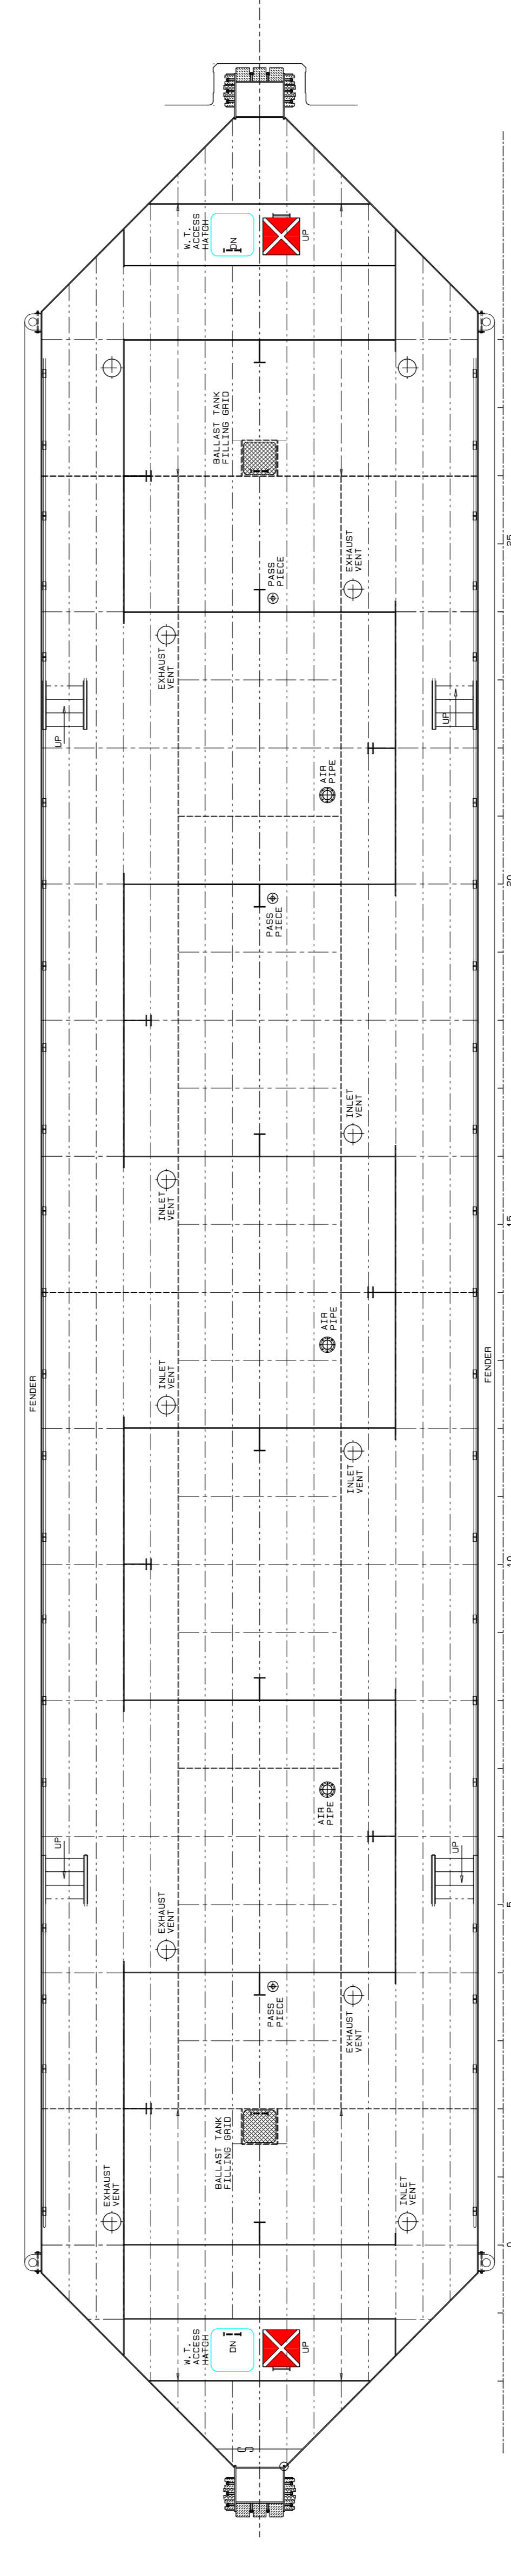 W.T.
ACCESS
HATCH
DN
UP
BALLAST TANK
FILLING GRID
25
PASS
PIECE
EXHAUST
VENT
EXHAUST
VENT
UP
UP
AIR
PIPE
20
PASS
PIECE
INLET
VENT
INLET
VENT
15
AIR
PIPE
FENDER
FENDER
INLET
VENT
INLET
VENT
10
AIR
PIPE
UP
UP
5
EXHAUST
VENT
PASS
PIECE
EXHAUST
VENT
BALLAST TANK
FILLING GRID
EXHAUST
VENT
INLET
VENT
0
W.T.
ACCESS
HATCH
DN
UP